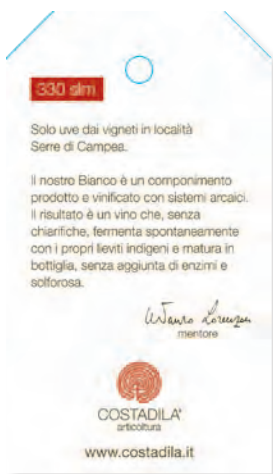 330 slm
Solo uve dai vigneti in località
Serre di Campea.
Il nostro Bianco è un componimento
prodotto e vinificato con sistemi arcaici.
Il risultato è un vino che, senza
chiarifiche, fermenta spontaneamente
con i propri lieviti indigeni e matura in
bottiglia, senza aggiunta di enzimi e
solforosa.
mentore
COSTADILA'
articoltura
www.costadila.it